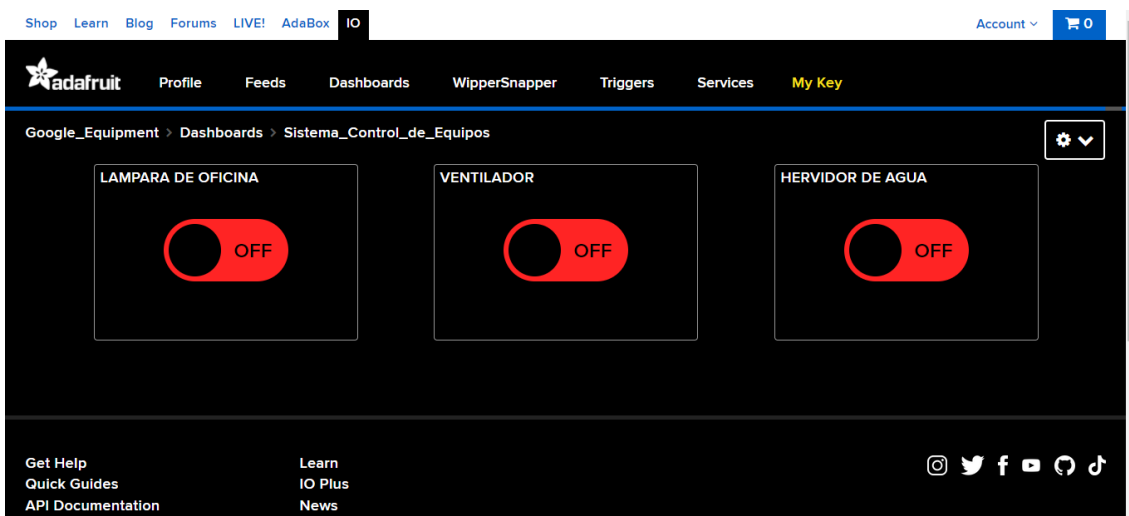 Shop Learn Blog Forums LIVE! AdaBox IO Account 0
adafruit Profile Feeds Dashboards WipperSnapper Triggers Services My Key
Google_Equipment > Dashboards > Sistema_Control_de_Equipos
LAMPARA DE OFICINA
OFF
VENTILADOR
OFF
HERVIDOR DE AGUA
OFF
Get Help
Quick Guides
API Documentation
Learn
IO Plus
News